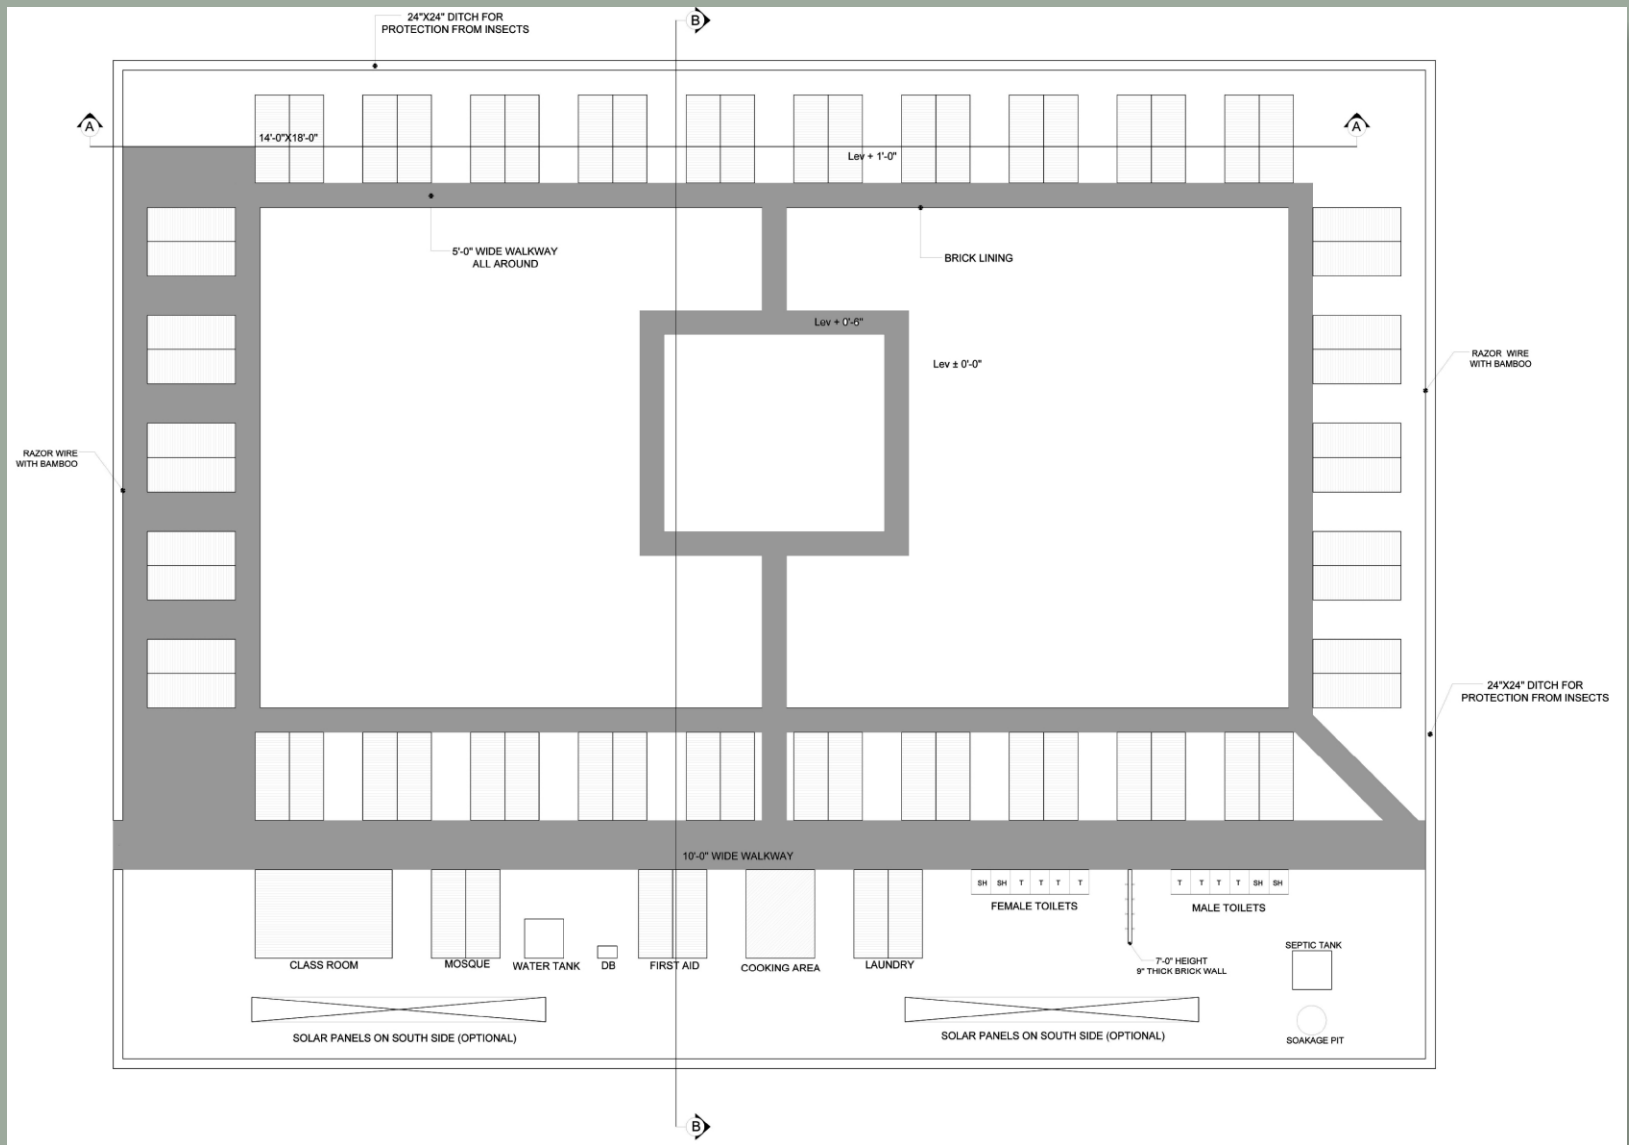 24"X24" DITCH FOR
PROTECTION FROM INSECTS
B
A
A
14'-0"X18'-0"
Lev + 1'-0"
5'-0" WIDE WALKWAY
ALL AROUND
BRICK LINING
Lev + 0'-6"
Lev ± 0'-0"
RAZOR WIRE
WITH BAMBOO
RAZOR WIRE
WITH BAMBOO
24"X24" DITCH FOR
PROTECTION FROM INSECTS
10'-0" WIDE WALKWAY
SH SH T T T T
T T T T SH SH
FEMALE TOILETS
MALE TOILETS
CLASS ROOM
MOSQUE
WATER TANK
DB
FIRST AID
COOKING AREA
LAUNDRY
7'-0" HEIGHT
9" THICK BRICK WALL
SEPTIC TANK
SOLAR PANELS ON SOUTH SIDE (OPTIONAL)
SOLAR PANELS ON SOUTH SIDE (OPTIONAL)
SOAKAGE PIT
B